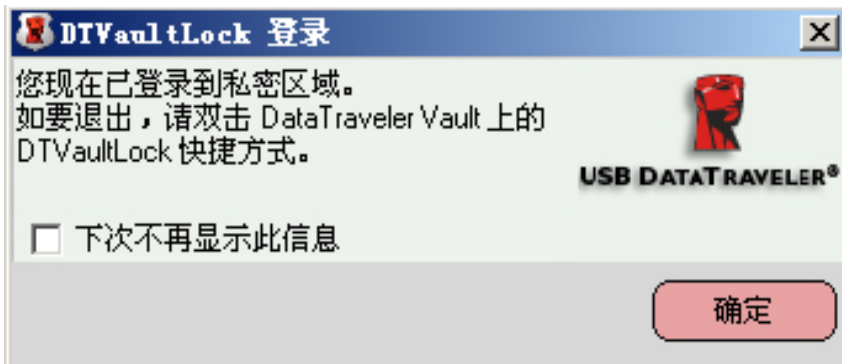 DTVaultLock 登录
您现在已登录到私密区域。
如要退出，请双击 DataTraveler Vault 上的
DTVaultLock 快捷方式。
USB DATATRAVELER®
下次不再显示此信息
确定